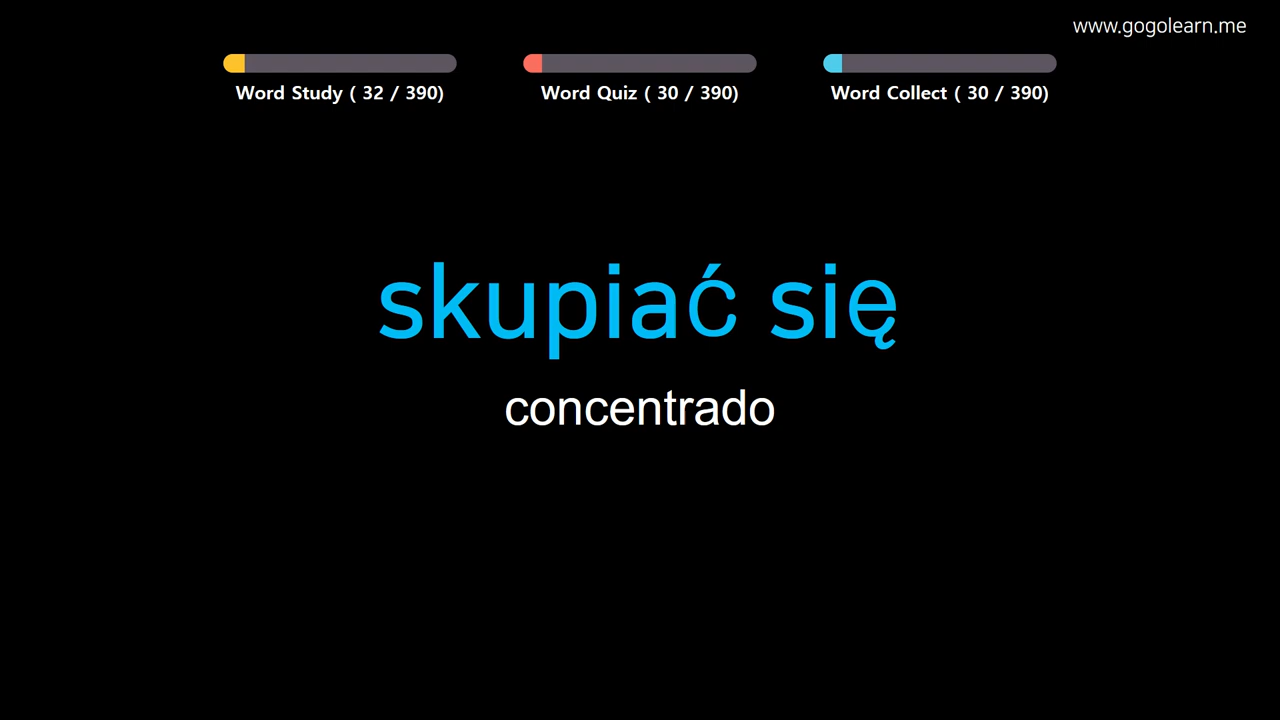 www.gogolearn.me
Word Study ( 32 / 390)
Word Quiz ( 30 / 390)
Word Collect ( 30 / 390)
skupiać się
concentrado